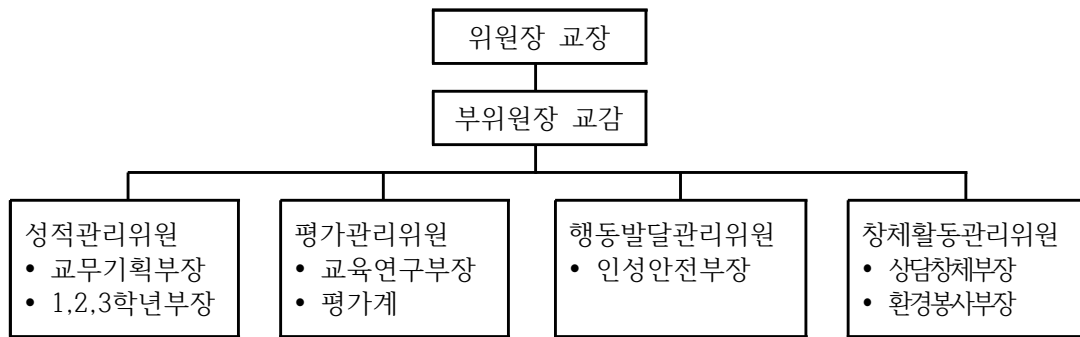 위원장 교장
부위원장 교감
성적관리위원
• 교무기획부장
• 1,2,3학년부장
평가관리위원
• 교육연구부장
• 평가계
행동발달관리위원
• 인성안전부장
창체활동관리위원
• 상담창체부장
• 환경봉사부장